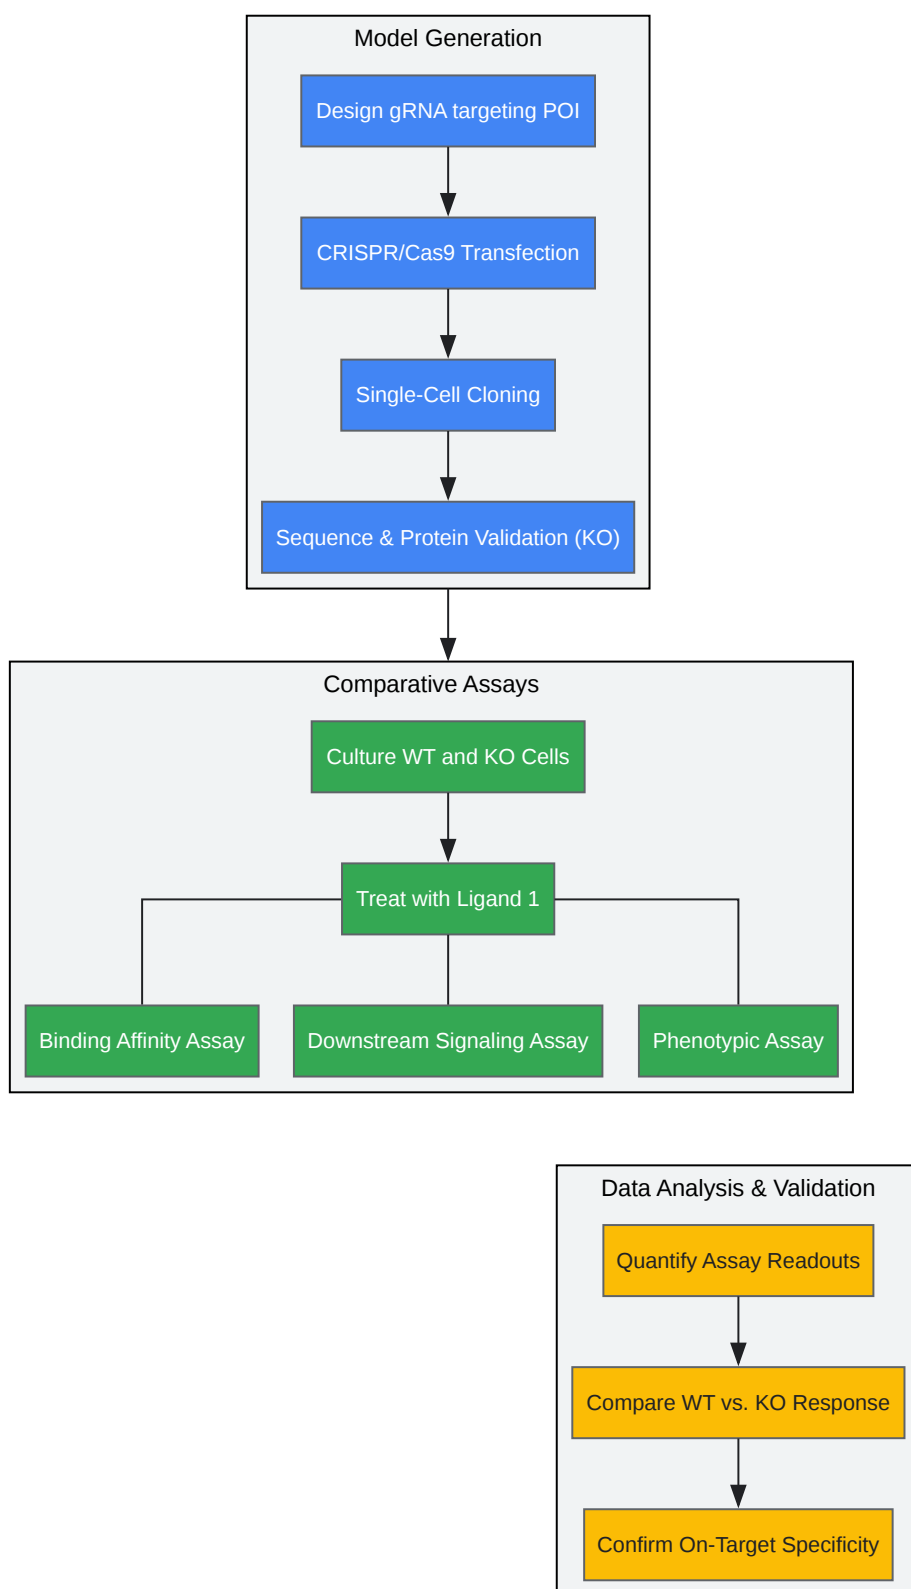 Model Generation
Design gRNA targeting POI
CRISPR/Cas9 Transfection
Single-Cell Cloning
Sequence & Protein Validation (KO)
Comparative Assays
Culture WT and KO Cells
Treat with Ligand 1
Binding Affinity Assay
Downstream Signaling Assay
Phenotypic Assay
Data Analysis & Validation
Quantify Assay Readouts
Compare WT vs. KO Response
Confirm On-Target Specificity